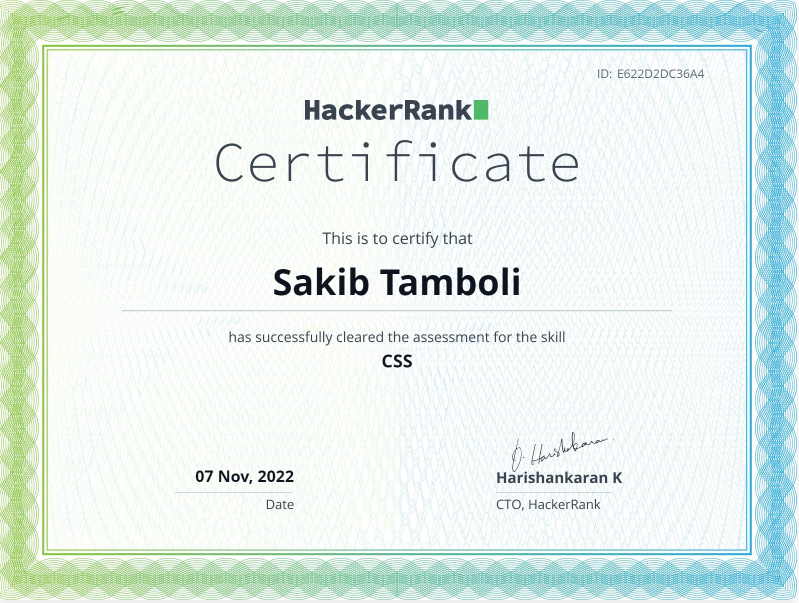 ID: E622D2DC36A4
HackerRank
Certificate
This is to certify that
Sakib Tamboli
has successfully cleared the assessment for the skill
CSS
07 Nov, 2022
Date
Harishankaran K
CTO, HackerRank